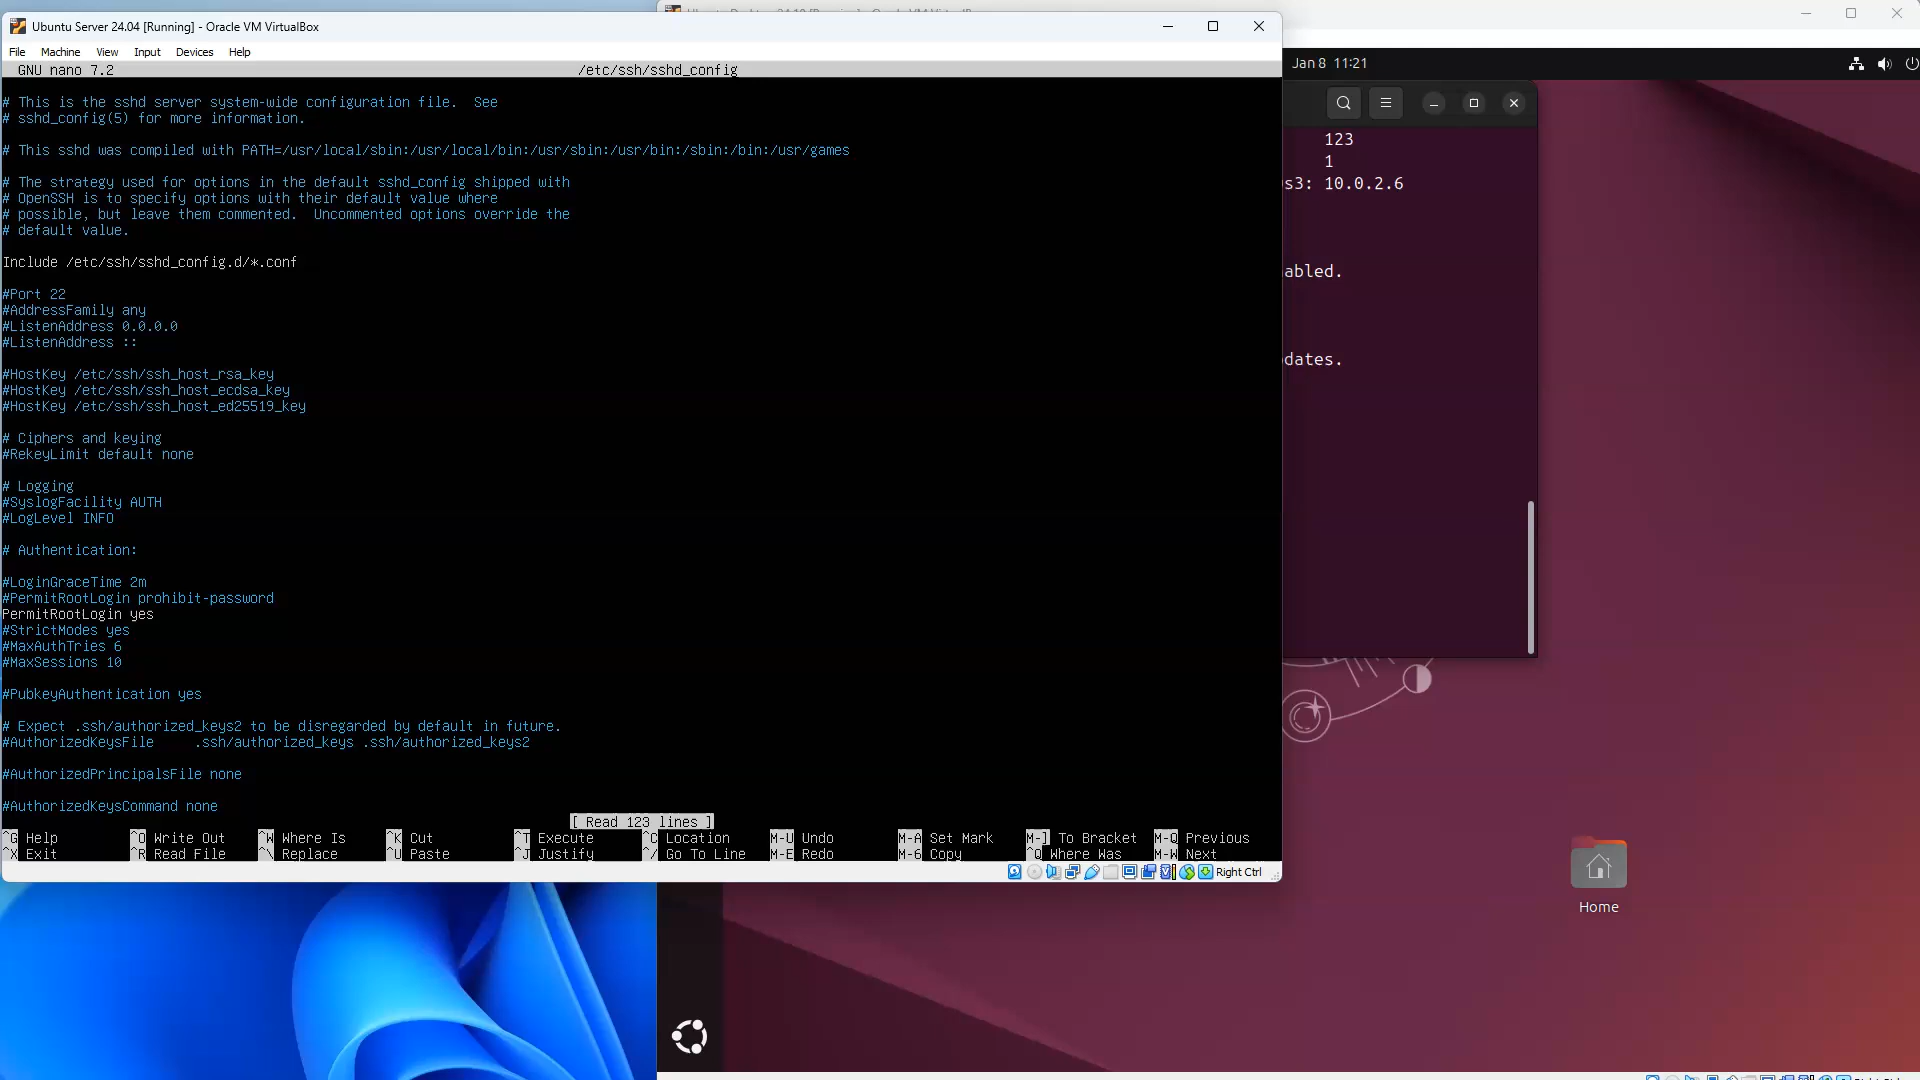 Ubuntu Server 24.04 [Running] - Oracle VM VirtualBox
File Machine View Input Devices Help
GNU nano 7.2 /etc/ssh/sshd_config
# This is the sshd server system-wide configuration file.  See
# sshd_config(5) for more information.
# This sshd was compiled with PATH=/usr/local/sbin:/usr/local/bin:/usr/sbin:/usr/bin:/sbin:/bin:/usr/games
# The strategy used for options in the default sshd_config shipped with
# OpenSSH is to specify options with their default value where
# possible, but leave them commented.  Uncommented options override the
# default value.
Include /etc/ssh/sshd_config.d/*.conf
#Port 22
#AddressFamily any
#ListenAddress 0.0.0.0
#ListenAddress ::
#HostKey /etc/ssh/ssh_host_rsa_key
#HostKey /etc/ssh/ssh_host_ecdsa_key
#HostKey /etc/ssh/ssh_host_ed25519_key
# Ciphers and keying
#RekeyLimit default none
# Logging
#SyslogFacility AUTH
#LogLevel INFO
# Authentication:
#LoginGraceTime 2m
#PermitRootLogin prohibit-password
PermitRootLogin yes
#StrictModes yes
#MaxAuthTries 6
#MaxSessions 10
#PubkeyAuthentication yes
# Expect .ssh/authorized_keys2 to be disregarded by default in future.
#AuthorizedKeysFile     .ssh/authorized_keys .ssh/authorized_keys2
#AuthorizedPrincipalsFile none
#AuthorizedKeysCommand none
[ Read 123 lines ]
^G Help ^O Write Out ^W Where Is ^K Cut ^T Execute ^C Location M-U Undo M-A Set Mark M-] To Bracket M-Q Previous
^X Exit ^R Read File ^\ Replace ^U Paste ^J Justify ^/ Go To Line M-E Redo M-6 Copy ^Q Where Was M-W Next
Right Ctrl
Jan 8 11:21
123
1
s3: 10.0.2.6
abled.
dates.
Home